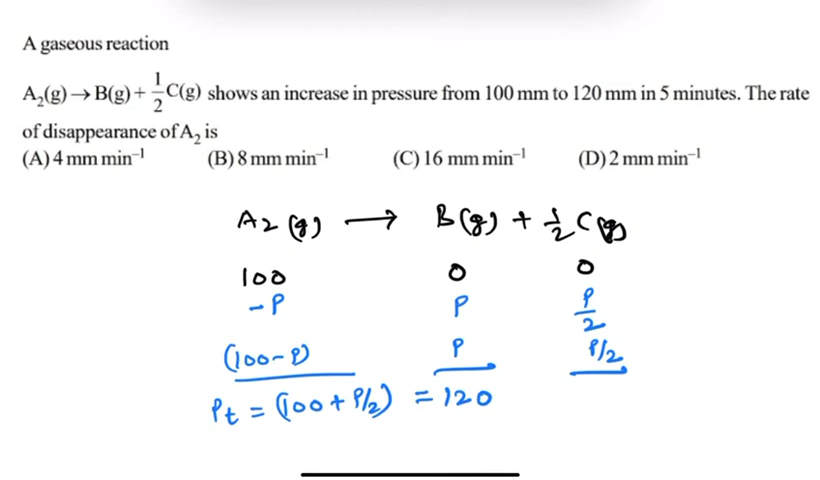 A gaseous reaction
A₂(g) → B(g) + 1/2 C(g) shows an increase in pressure from 100 mm to 120 mm in 5 minutes. The rate
of disappearance of A₂ is
(A) 4 mm min⁻¹ (B) 8 mm min⁻¹ (C) 16 mm min⁻¹ (D) 2 mm min⁻¹
A₂ (g) → B(g) + 1/2 C(g)
100 0 0
-P P P/2
(100-P) P P/2
Pt = (100 + P/2) = 120